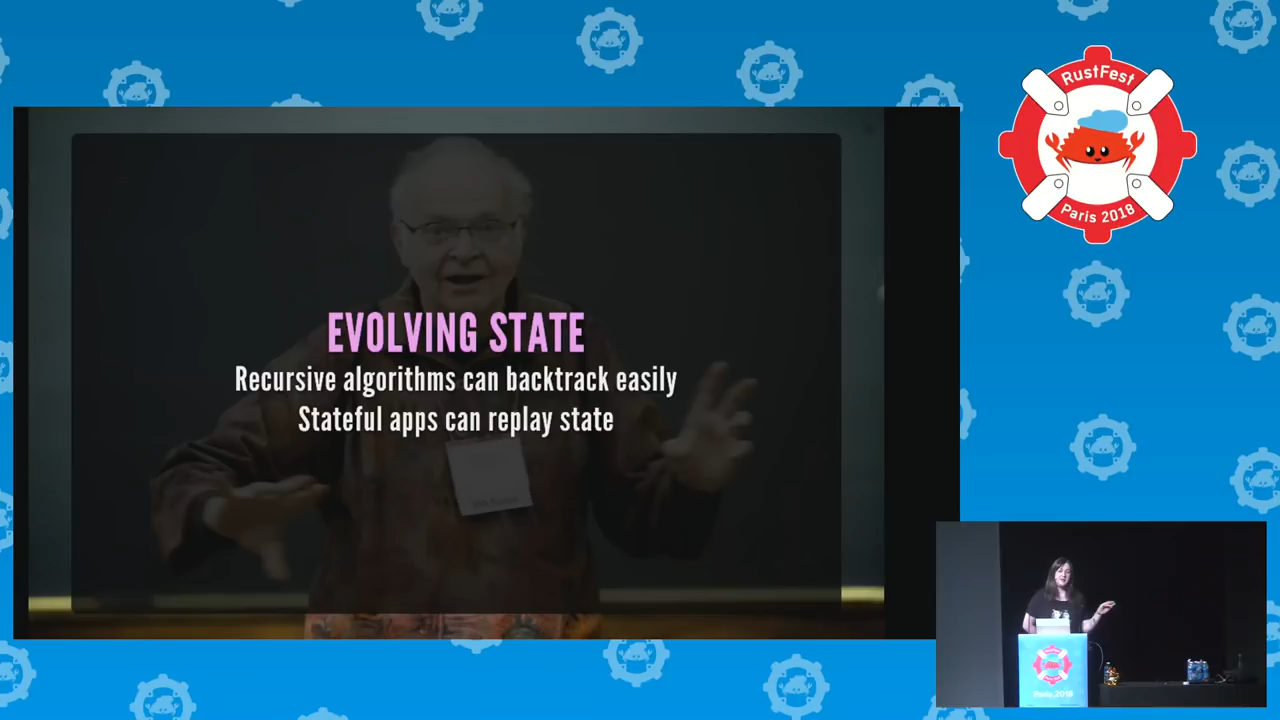 RustFest
Paris 2018
EVOLVING STATE
Recursive algorithms can backtrack easily
Stateful apps can replay state
Paris 2018